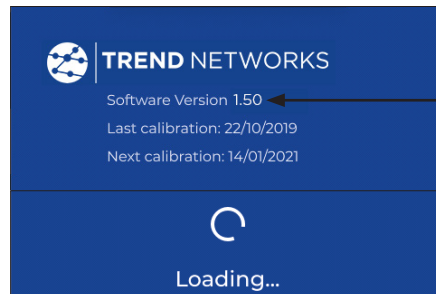 TREND NETWORKS
Software Version 1.50
Last calibration: 22/10/2019
Next calibration: 14/01/2021
Loading...